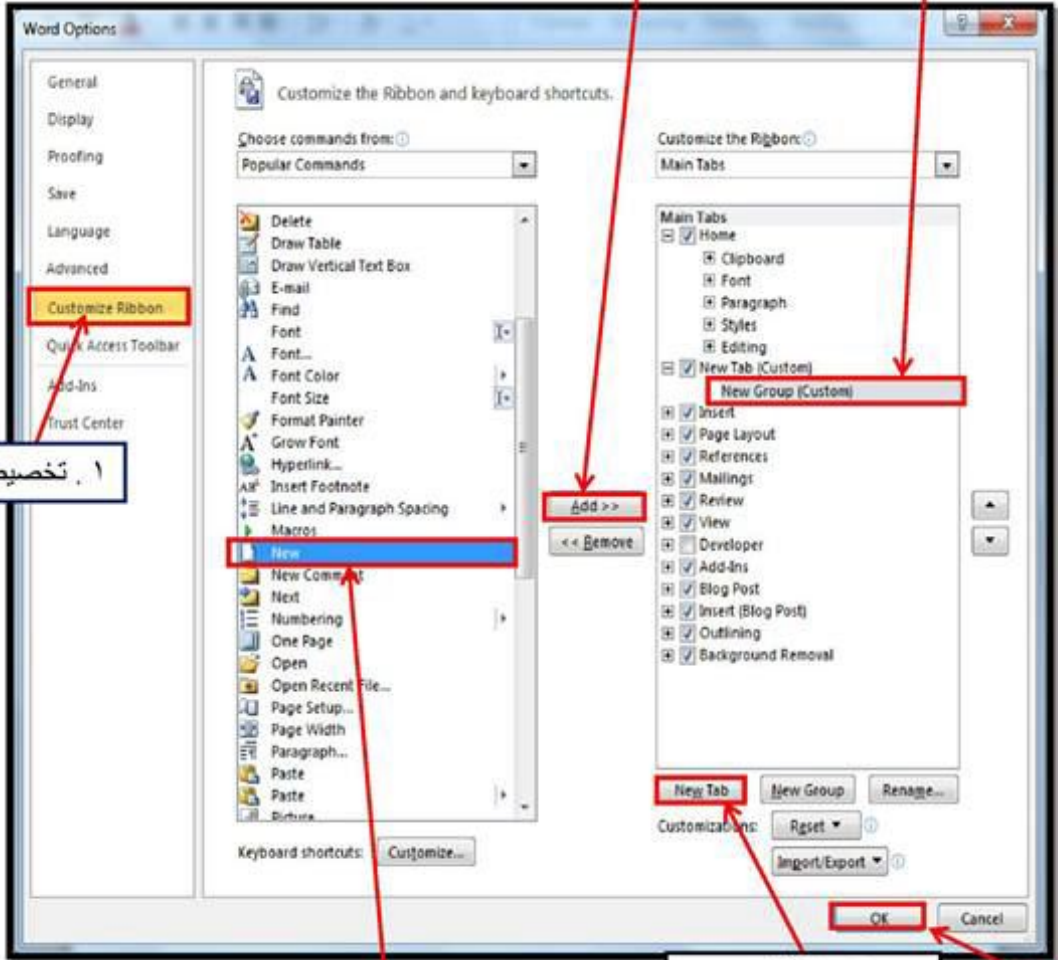 Word Options
General
Display
Proofing
Save
Language
Advanced
Customize Ribbon
Quick Access Toolbar
Add-Ins
Trust Center
١ .
Customize the Ribbon and keyboard shortcuts.
Choose commands from:
Popular Commands
Delete
Draw Table
Draw Vertical Text Box
E-mail
Find
Font
Font...
Font Color
Font Size
Format Painter
Grow Font
Hyperlink...
Insert Footnote
Line and Paragraph Spacing
Macros
New
New Comment
Next
Numbering
One Page
Open
Open Recent File...
Page Setup...
Page Width
Paragraph...
Paste
Paste
Picture
Keyboard shortcuts: Customize...
Add >>
<< Remove
Customize the Ribbon:
Main Tabs
Main Tabs
Home
Clipboard
Font
Paragraph
Styles
Editing
New Tab (Custom)
New Group (Custom)
Insert
Page Layout
References
Mailings
Review
View
Developer
Add-Ins
Blog Post
Insert (Blog Post)
Outlining
Background Removal
New Tab New Group Rename...
Customizations: Reset
Import/Export
OK Cancel